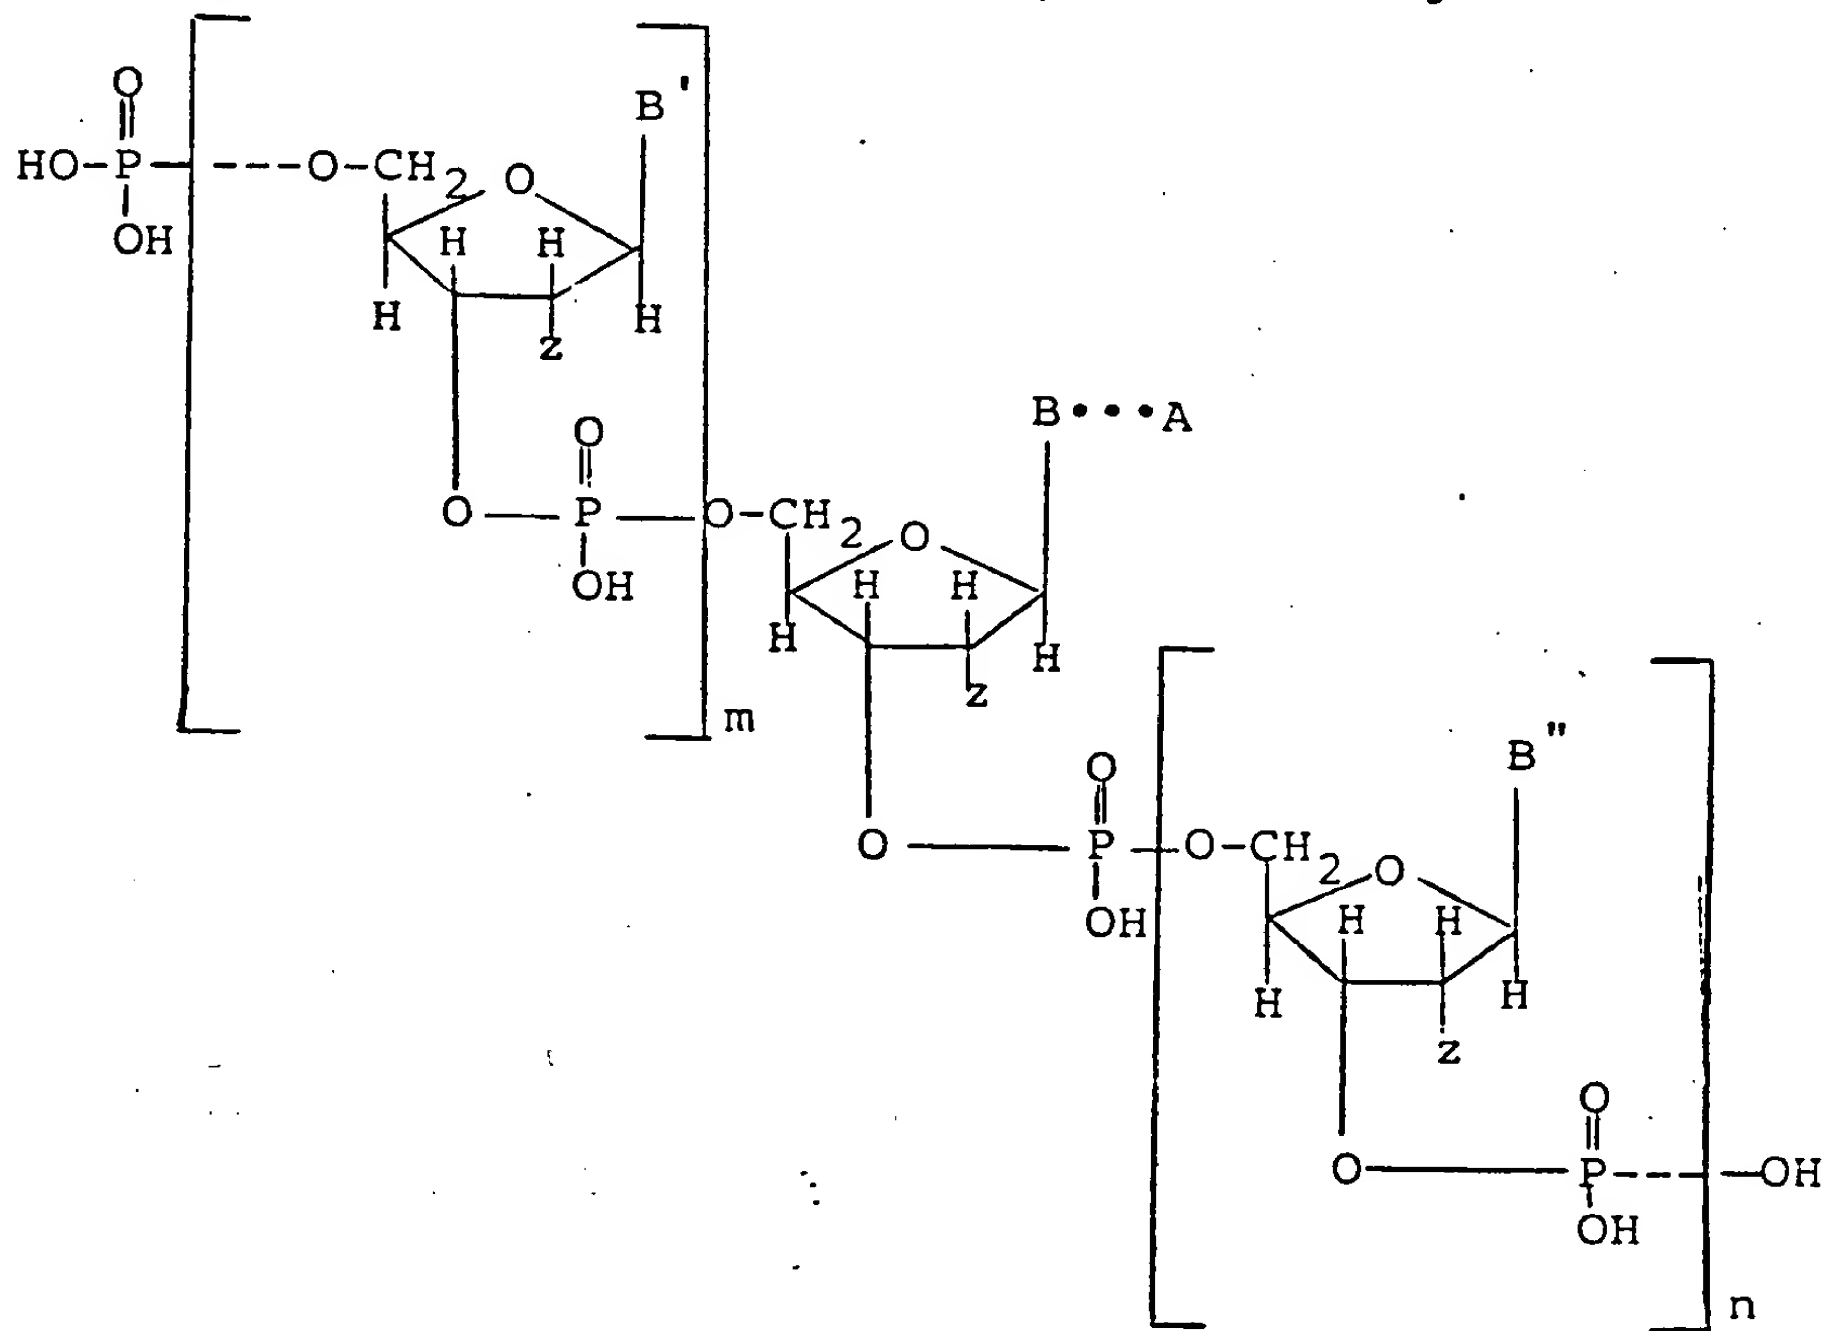 O
B'
HO-P---O-CH2 O
OH H H
H H
z
B•••A
O
O P O-CH2 O
OH H H
H H
z
m
B"
O
O P O-CH2 O
OH H H
H H
z
O
O P---OH
OH
n